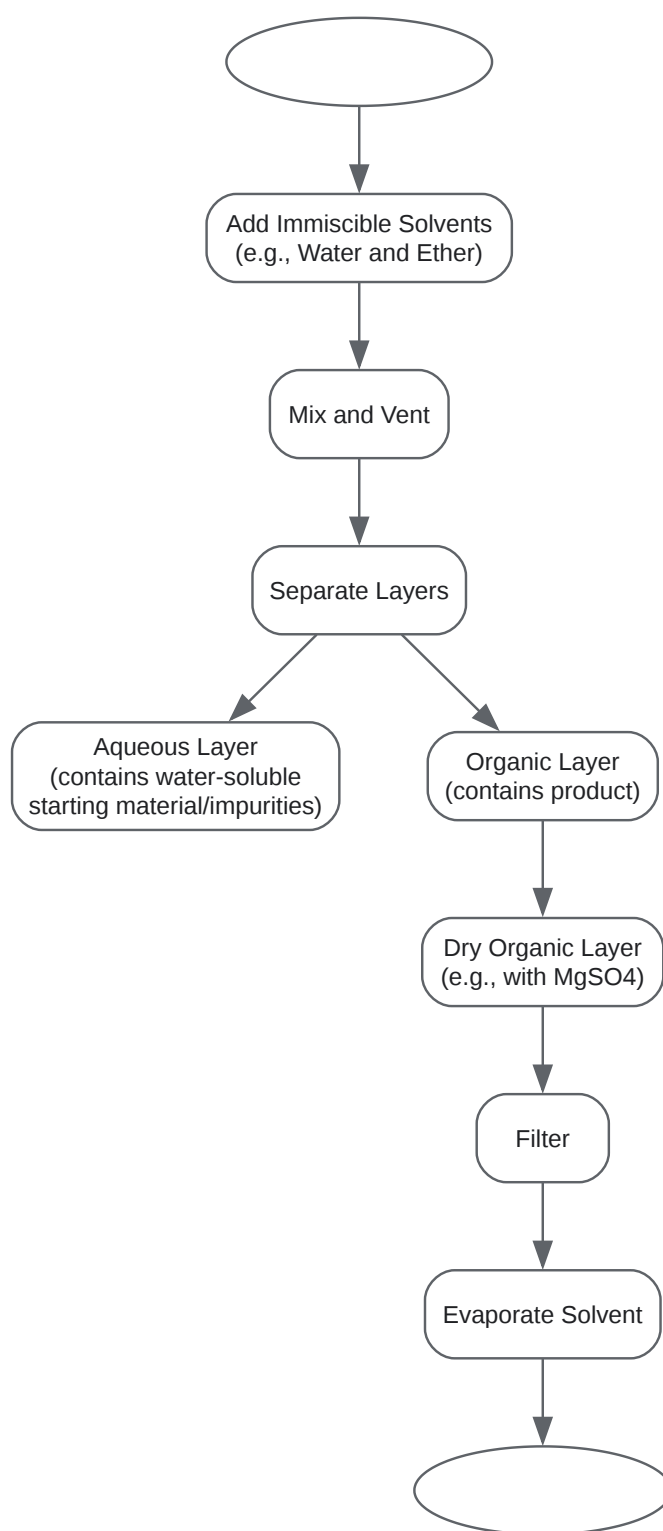 Add Immiscible Solvents
(e.g., Water and Ether)
Mix and Vent
Separate Layers
Aqueous Layer
(contains water-soluble
starting material/impurities)
Organic Layer
(contains product)
Dry Organic Layer
(e.g., with MgSO4)
Filter
Evaporate Solvent